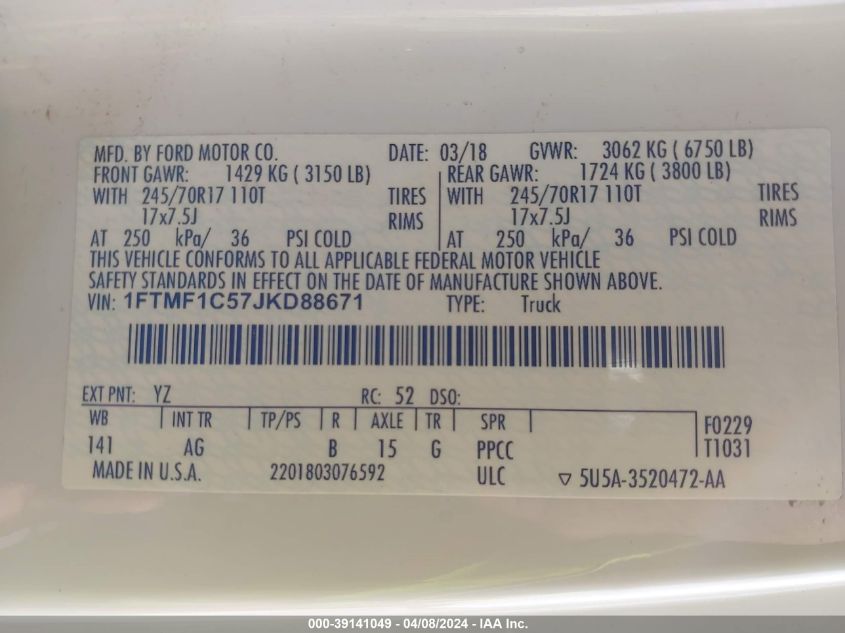 MFD. BY FORD MOTOR CO. DATE: 03/18 GVWR: 3062 KG ( 6750 LB)
FRONT GAWR: 1429 KG ( 3150 LB) REAR GAWR: 1724 KG ( 3800 LB)
WITH 245/70R17 110T TIRES WITH 245/70R17 110T TIRES
17x7.5J RIMS 17x7.5J RIMS
AT 250 kPa/ 36 PSI COLD AT 250 kPa/ 36 PSI COLD
THIS VEHICLE CONFORMS TO ALL APPLICABLE FEDERAL MOTOR VEHICLE
SAFETY STANDARDS IN EFFECT ON THE DATE OF MANUFACTURE SHOWN ABOVE.
VIN: 1FTMF1C57JKD88671 TYPE: Truck
EXT PNT: YZ RC: 52 DSO:
WB INT TR TP/PS R AXLE TR SPR F0229
141 AG B 15 G PPCC T1031
MADE IN U.S.A. 2201803076592 ULC ▽ 5U5A-3520472-AA
000-39141049 - 04/08/2024 - IAA Inc.